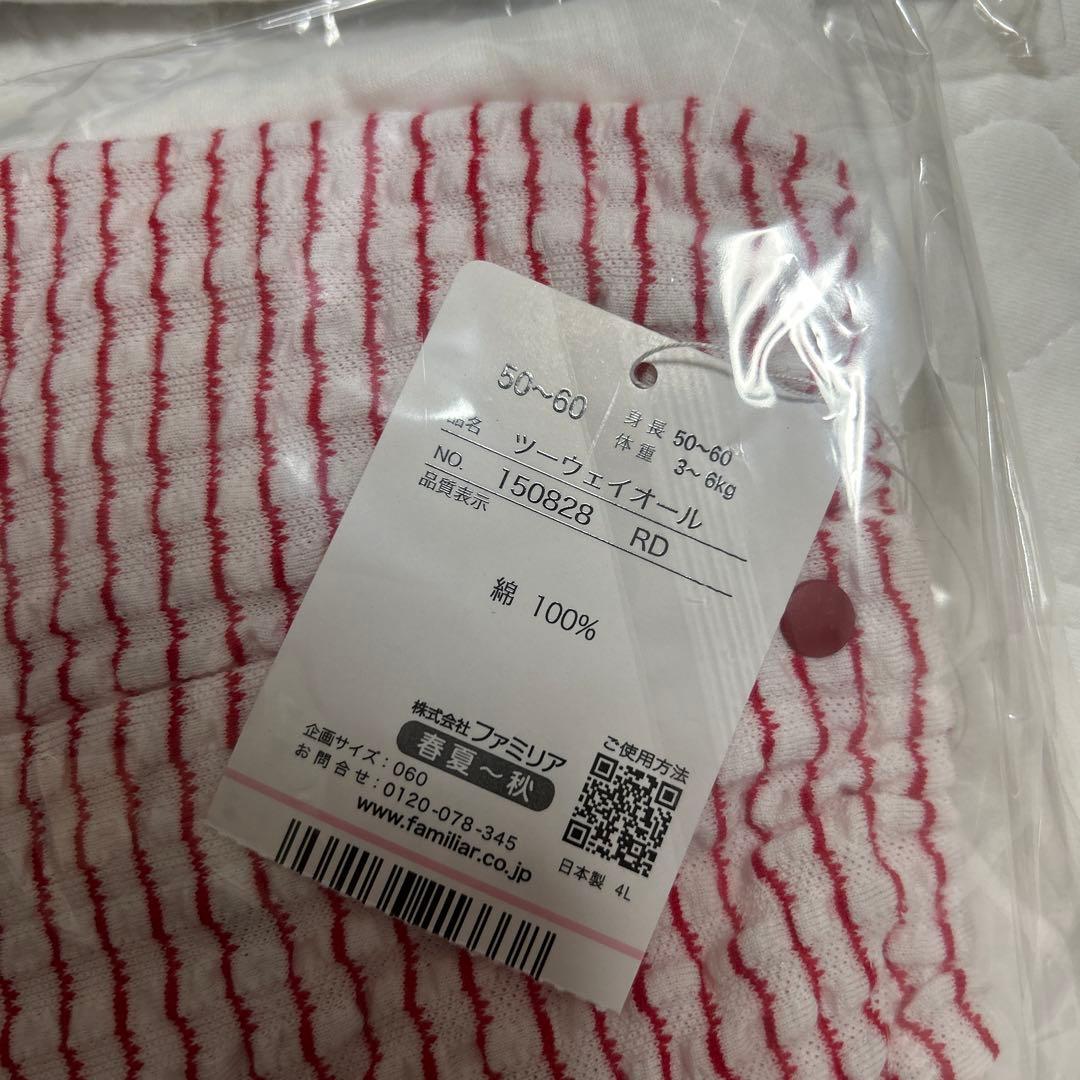 50~60
身長 50~60
体重 3~6kg
品名 ツーウェイオール
NO. 150828 RD
品質表示
綿 100%
株式会社ファミリア
春夏～秋
企画サイズ：060
お問合せ：0120-078-345
www.familiar.co.jp
ご使用方法
日本製 4L